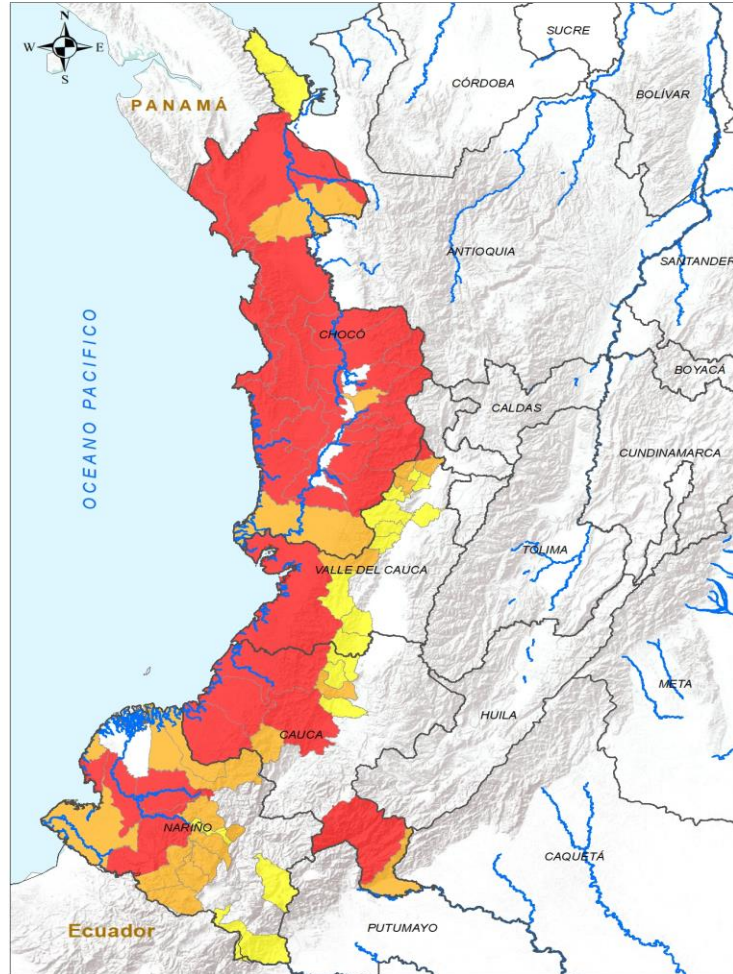 N
W E
S
SUCRE
CÓRDOBA
BOLÍVAR
PANAMÁ
ANTIOQUIA
SANTANDER
OCEANO PACIFICO
CHOCÓ
BOYACÁ
CALDAS
CUNDINAMARCA
TOLIMA
VALLE DEL CAUCA
META
HUILA
CAUCA
NARIÑO
CAQUETÁ
PUTUMAYO
Ecuador